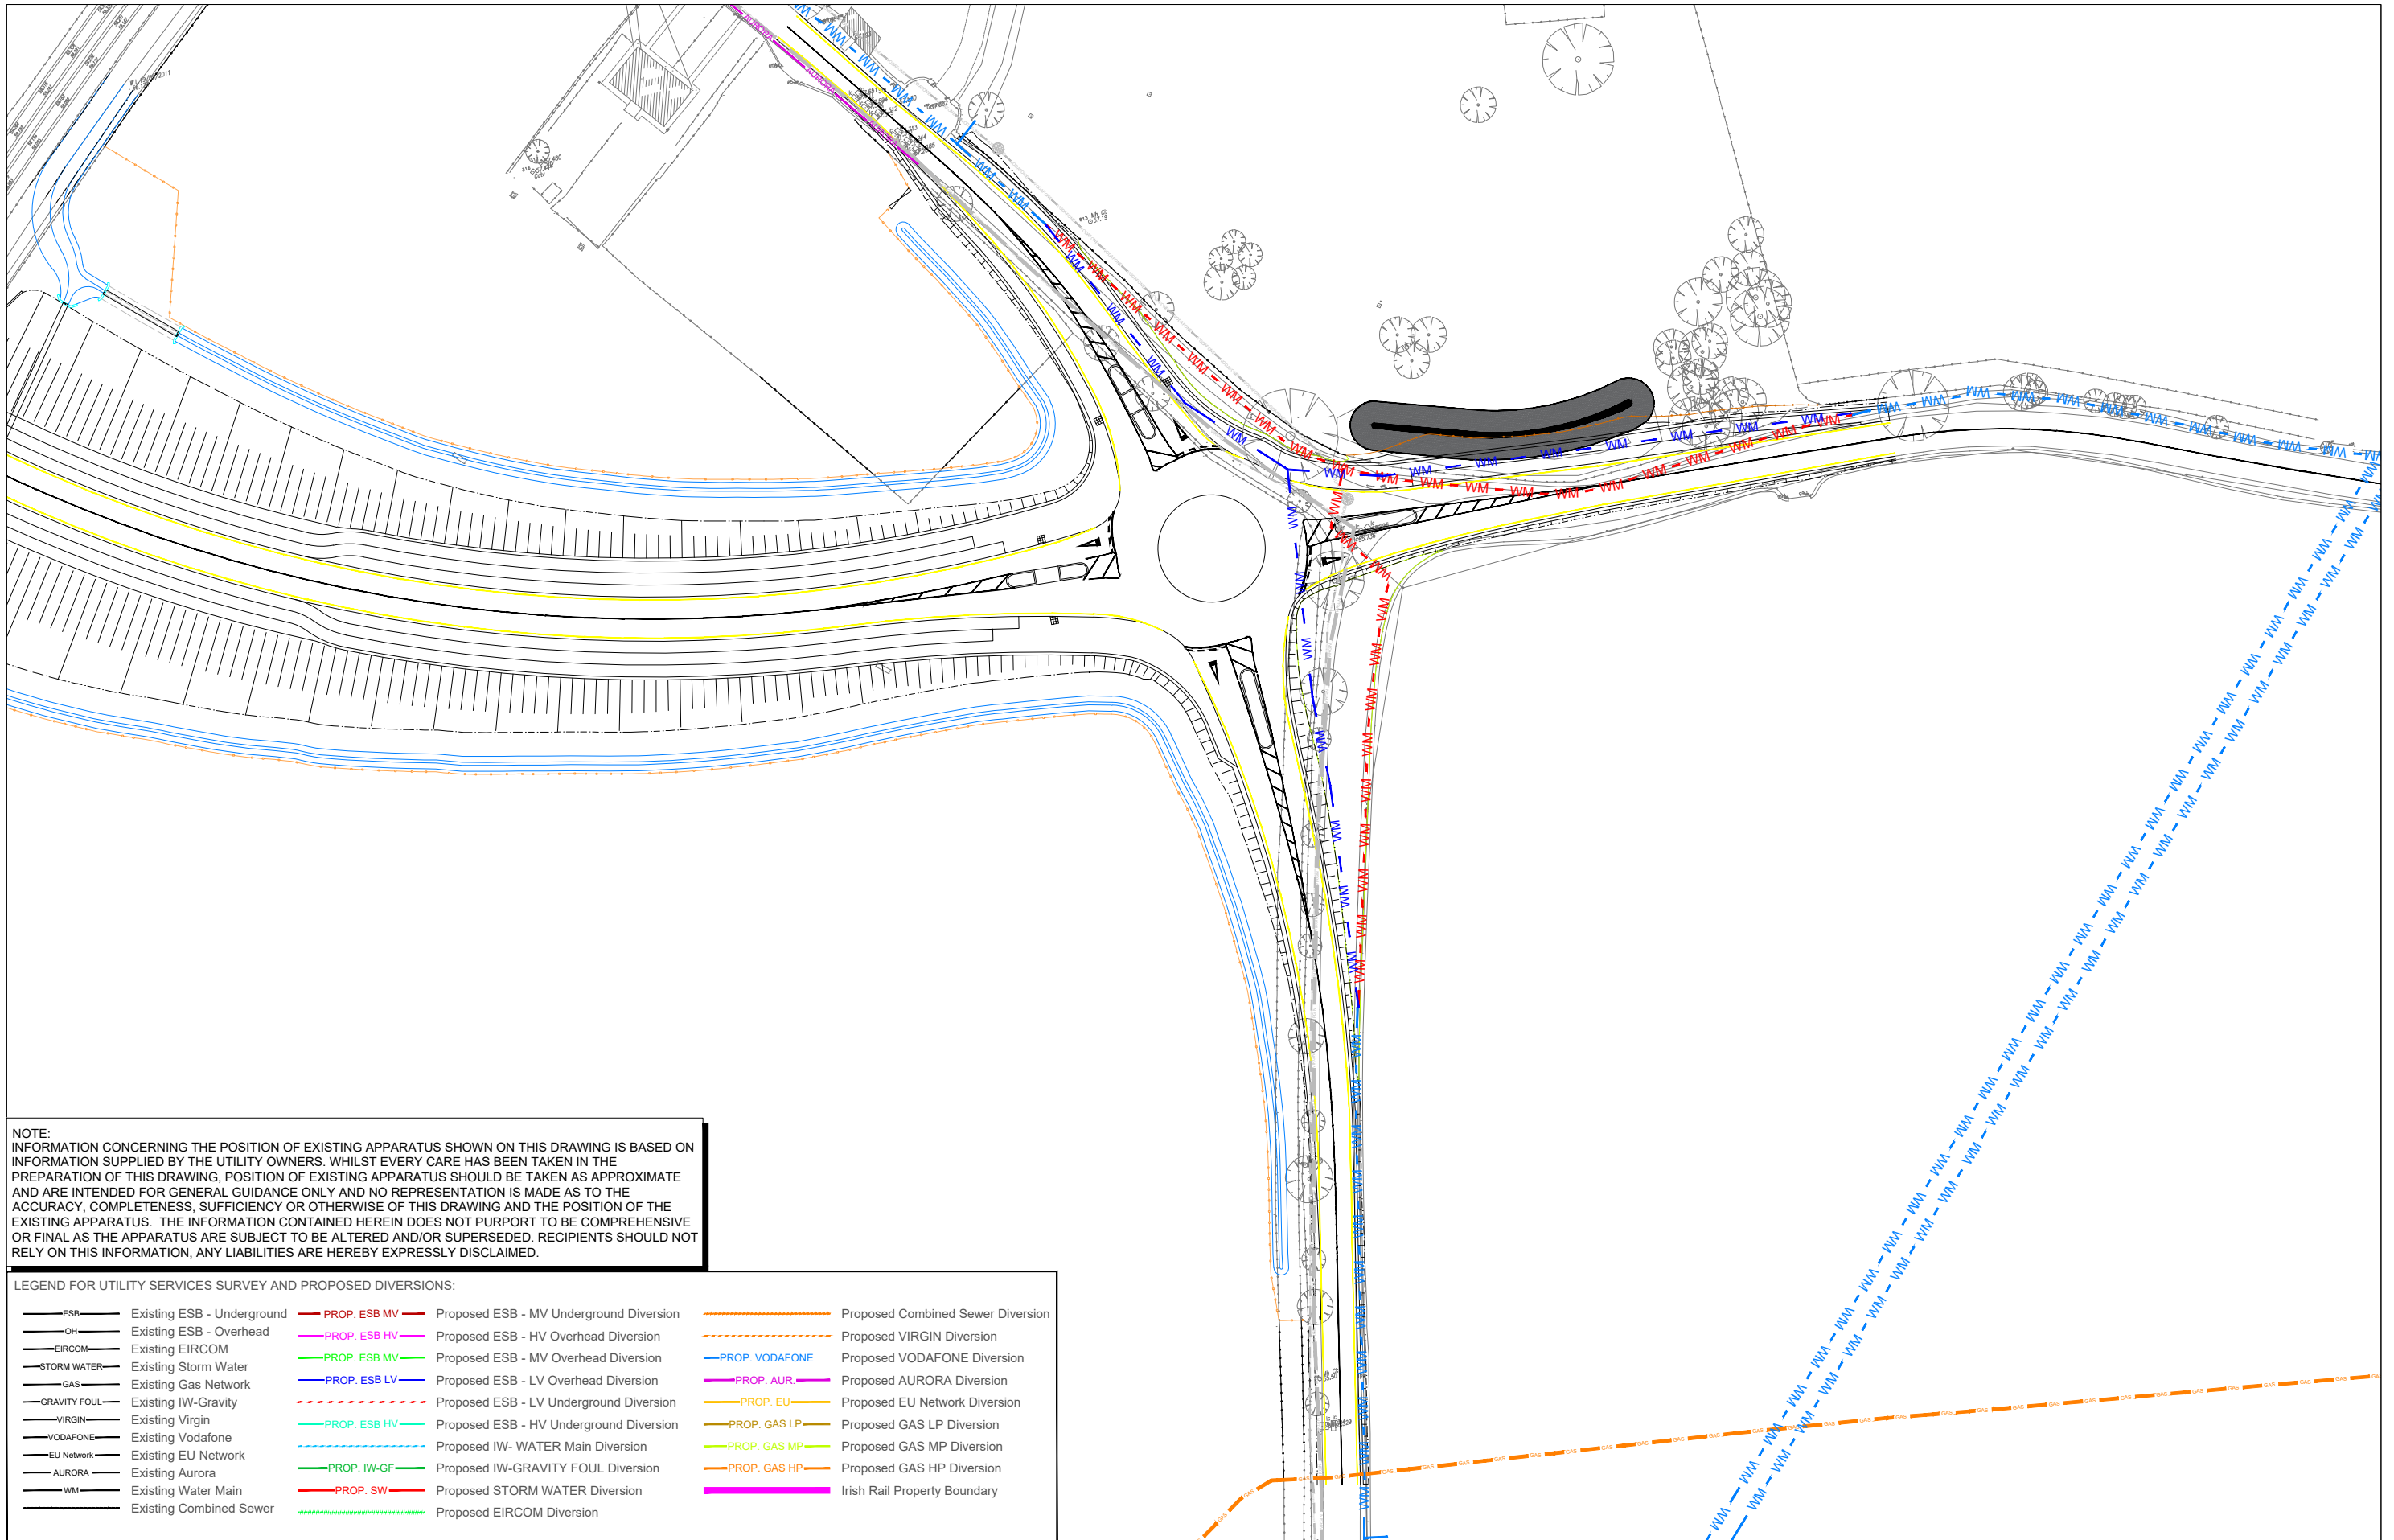 AURORA
AURORA
WM
WM
GAS
NOTE:
INFORMATION CONCERNING THE POSITION OF EXISTING APPARATUS SHOWN ON THIS DRAWING IS BASED ON
INFORMATION SUPPLIED BY THE UTILITY OWNERS. WHILST EVERY CARE HAS BEEN TAKEN IN THE
PREPARATION OF THIS DRAWING, POSITION OF EXISTING APPARATUS SHOULD BE TAKEN AS APPROXIMATE
AND ARE INTENDED FOR GENERAL GUIDANCE ONLY AND NO REPRESENTATION IS MADE AS TO THE
ACCURACY, COMPLETENESS, SUFFICIENCY OR OTHERWISE OF THIS DRAWING AND THE POSITION OF THE
EXISTING APPARATUS. THE INFORMATION CONTAINED HEREIN DOES NOT PURPORT TO BE COMPREHENSIVE
OR FINAL AS THE APPARATUS ARE SUBJECT TO BE ALTERED AND/OR SUPERSEDED. RECIPIENTS SHOULD NOT
RELY ON THIS INFORMATION, ANY LIABILITIES ARE HEREBY EXPRESSLY DISCLAIMED.
LEGEND FOR UTILITY SERVICES SURVEY AND PROPOSED DIVERSIONS:
ESB Existing ESB - Underground
OH Existing ESB - Overhead
EIRCOM Existing EIRCOM
STORM WATER Existing Storm Water
GAS Existing Gas Network
GRAVITY FOUL Existing IW-Gravity
VIRGIN Existing Virgin
VODAFONE Existing Vodafone
EU Network Existing EU Network
AURORA Existing Aurora
WM Existing Water Main
Existing Combined Sewer
PROP. ESB MV Proposed ESB - MV Underground Diversion
PROP. ESB HV Proposed ESB - HV Overhead Diversion
PROP. ESB MV Proposed ESB - MV Overhead Diversion
PROP. ESB LV Proposed ESB - LV Overhead Diversion
Proposed ESB - LV Underground Diversion
PROP. ESB HV Proposed ESB - HV Underground Diversion
Proposed IW- WATER Main Diversion
PROP. IW-GF Proposed IW-GRAVITY FOUL Diversion
PROP. SW Proposed STORM WATER Diversion
Proposed EIRCOM Diversion
Proposed Combined Sewer Diversion
Proposed VIRGIN Diversion
PROP. VODAFONE Proposed VODAFONE Diversion
PROP. AUR. Proposed AURORA Diversion
PROP. EU Proposed EU Network Diversion
PROP. GAS LP Proposed GAS LP Diversion
PROP. GAS MP Proposed GAS MP Diversion
PROP. GAS HP Proposed GAS HP Diversion
Irish Rail Property Boundary